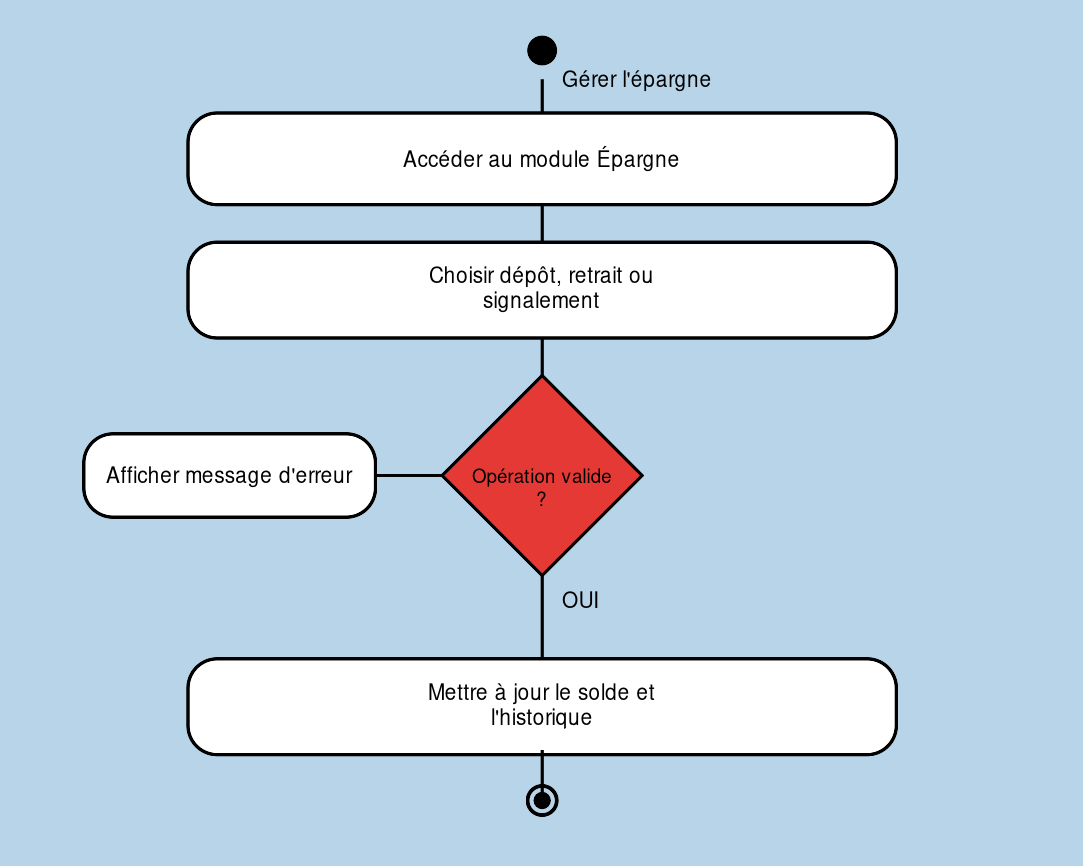 Gérer l'épargne
Accéder au module Épargne
Choisir dépôt, retrait ou
signalement
Afficher message d'erreur
Opération valide
?
OUI
Mettre à jour le solde et
l'historique